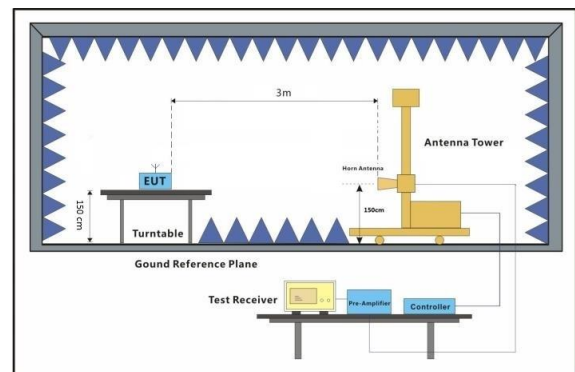 3m
Antenna Tower
Horn Antenna
EUT
150 cm
150cm
Turntable
Gound Reference Plane
Test Receiver
Pre-Amplifier
Controller